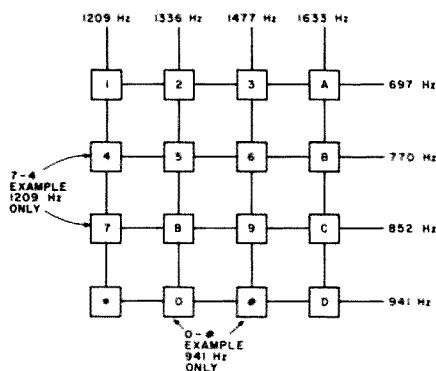 1209 Hz 1336 Hz 1477 Hz 1633 Hz
1 2 3 A 697 Hz
4 5 6 B 770 Hz
7-4
EXAMPLE
1209 Hz
ONLY
7 B 9 C 852 Hz
* 0 # D 941 Hz
0-#
EXAMPLE
941 Hz
ONLY